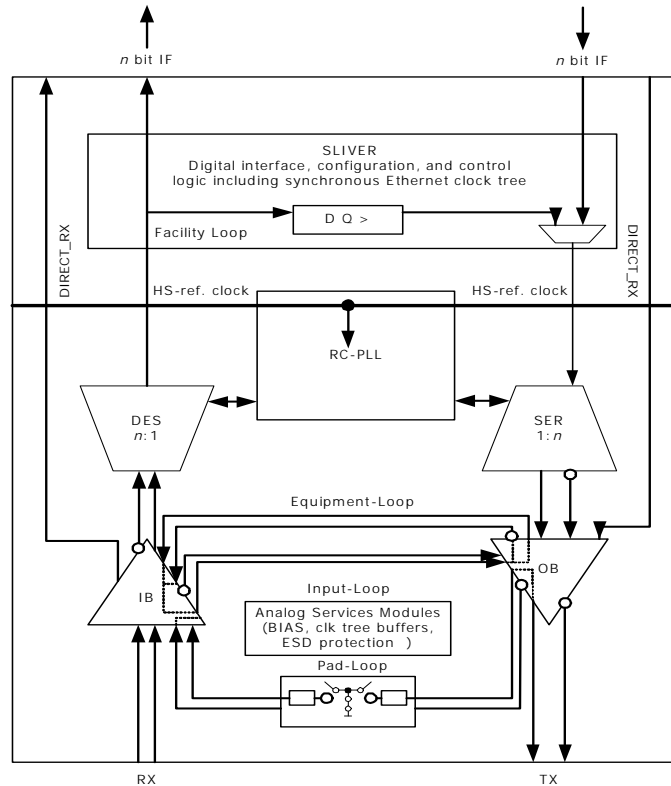 n bit IF
n bit IF
SLIVER
Digital interface, configuration, and control
logic including synchronous Ethernet clock tree
D Q >
Facility Loop
DIRECT_RX
DIRECT_RX
HS-ref. clock
HS-ref. clock
RC-PLL
DES
n:1
SER
1:n
Equipment-Loop
IB
OB
Input-Loop
Analog Services Modules
(BIAS, clk tree buffers,
ESD protection )
Pad-Loop
RX
TX